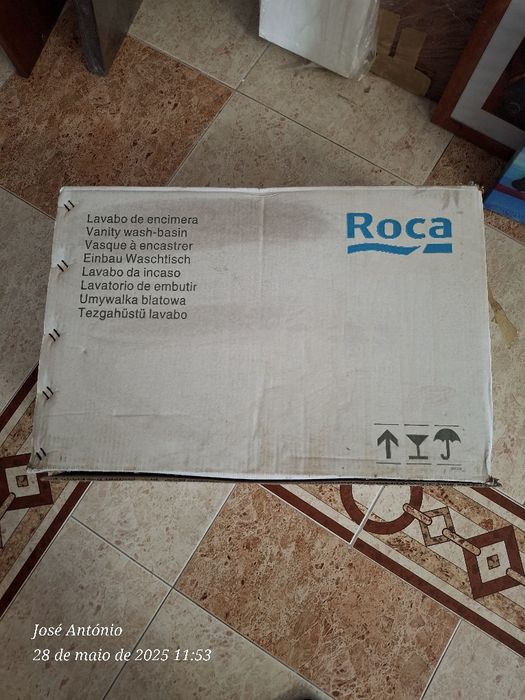 Lavabo de encimera
Vanity wash-basin
Vasque à encastrer
Einbau Waschtisch
Lavabo da incaso
Lavatorio de embutir
Umywalka blatowa
Tezgahüstü lavabo
Roca
José António
28 de maio de 2025 11:53